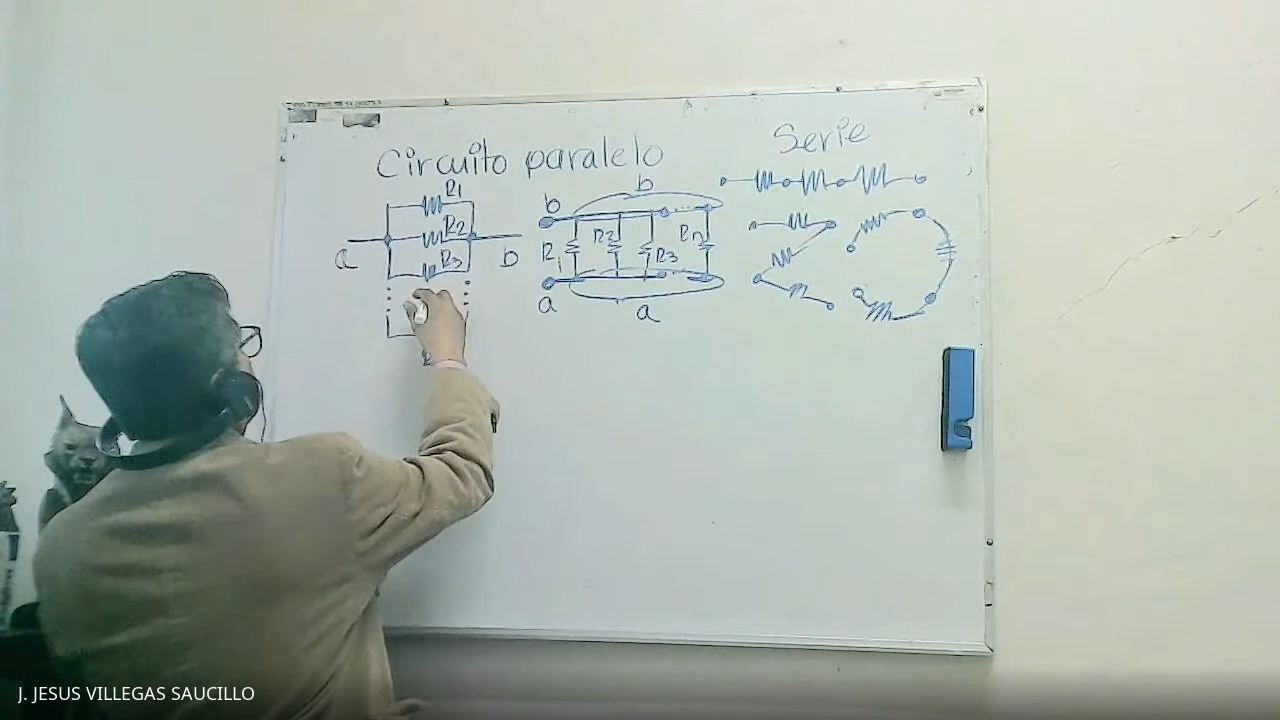 Circuito paralelo
Serie
R1
R2
R3
a
b
b
b
R1
R2
R3
Rn
a
a
J. JESUS VILLEGAS SAUCILLO